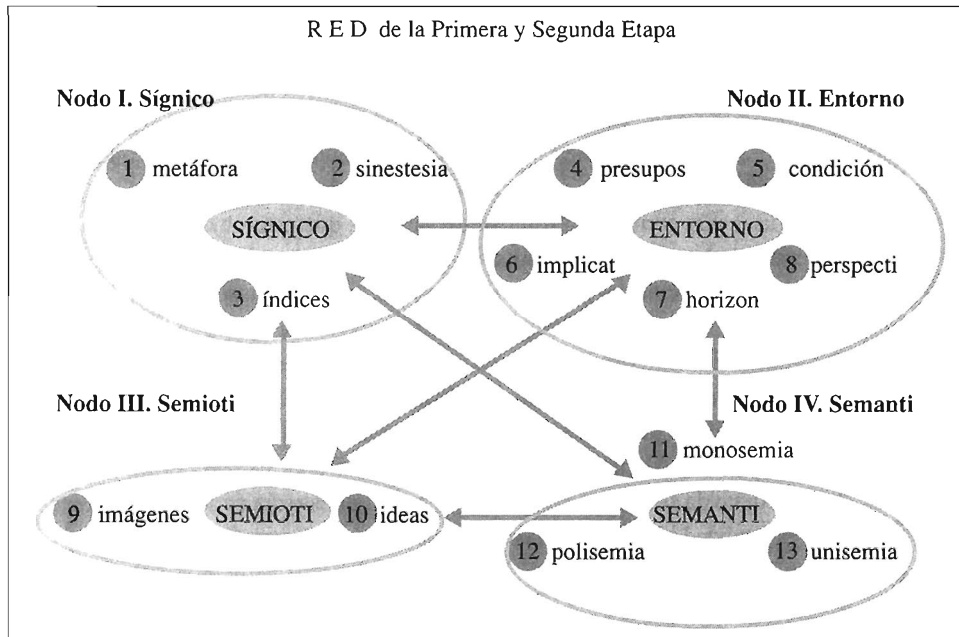 R E D de la Primera y Segunda Etapa
Nodo I. Sígnico
Nodo II. Entorno
1 metáfora
2 sinestesia
4 presupos
5 condición
SÍGNICO
ENTORNO
6 implicat
8 perspecti
3 índices
7 horizon
Nodo III. Semioti
Nodo IV. Semanti
11 monosemia
9 imágenes
SEMIOTI
10 ideas
SEMANTI
12 polisemia
13 unisemia